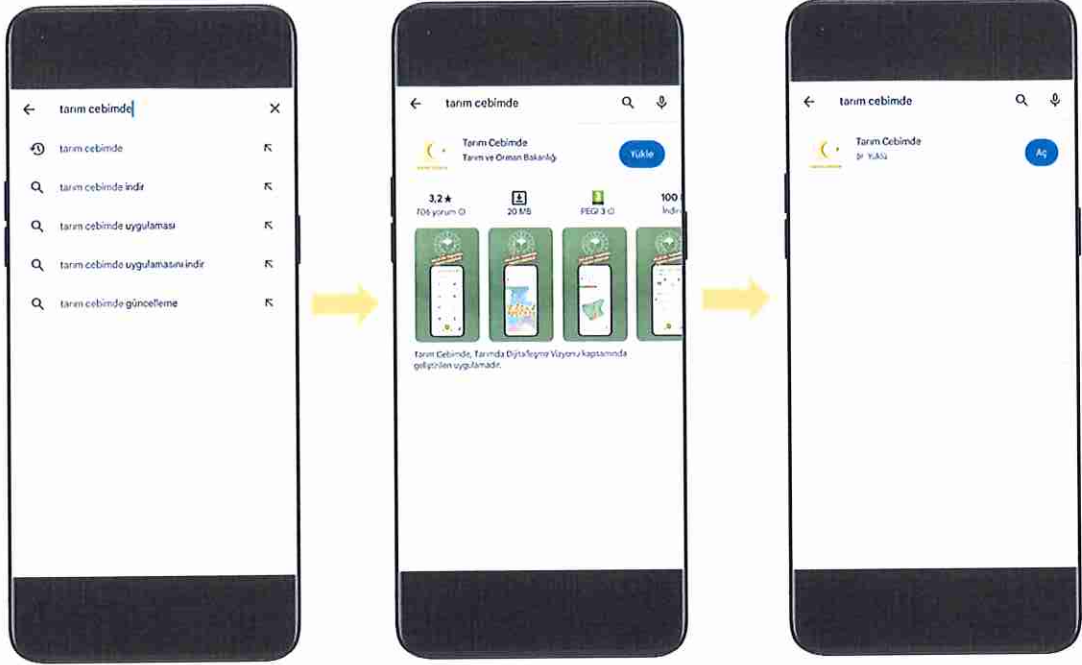 tarım cebimde
tarım cebimde
tarım cebimde indir
tarım cebimde uygulaması
tarım cebimde uygulamasını indir
tarım cebimde güncelleme
tarım cebimde
Tarım Cebimde
Tarım ve Orman Bakanlığı
Yükle
3,2★
706 yorum
20 MB
3
PEGI 3
100
İndir
Tarım Cebimde, Tarımda Dijitalleşme Vizyonu kapsamında
geliştirilen uygulamadır.
tarım cebimde
Tarım Cebimde
Yüklü
Aç